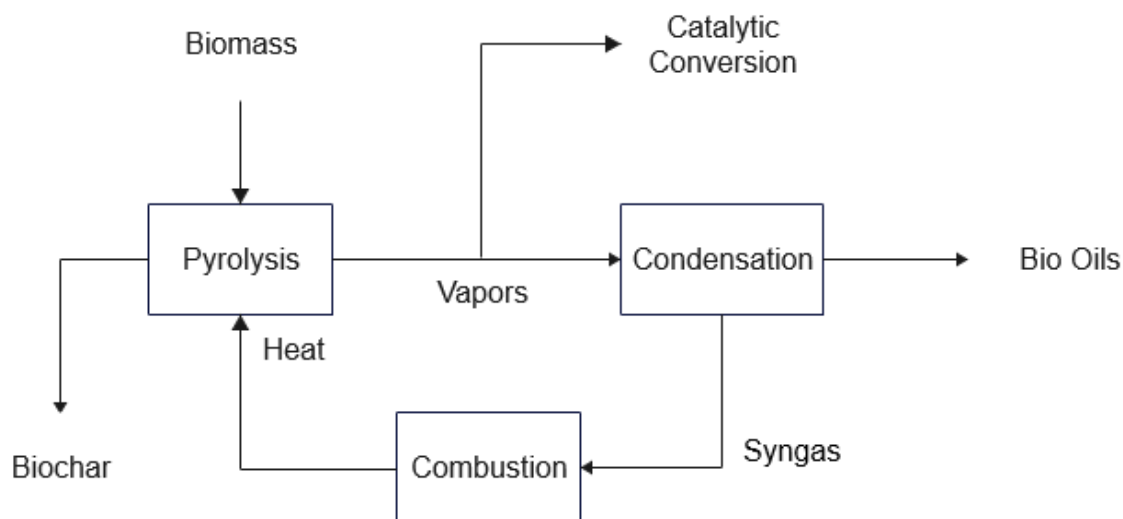 Biomass
Catalytic
Conversion
Pyrolysis
Condensation
Bio Oils
Vapors
Heat
Biochar
Combustion
Syngas